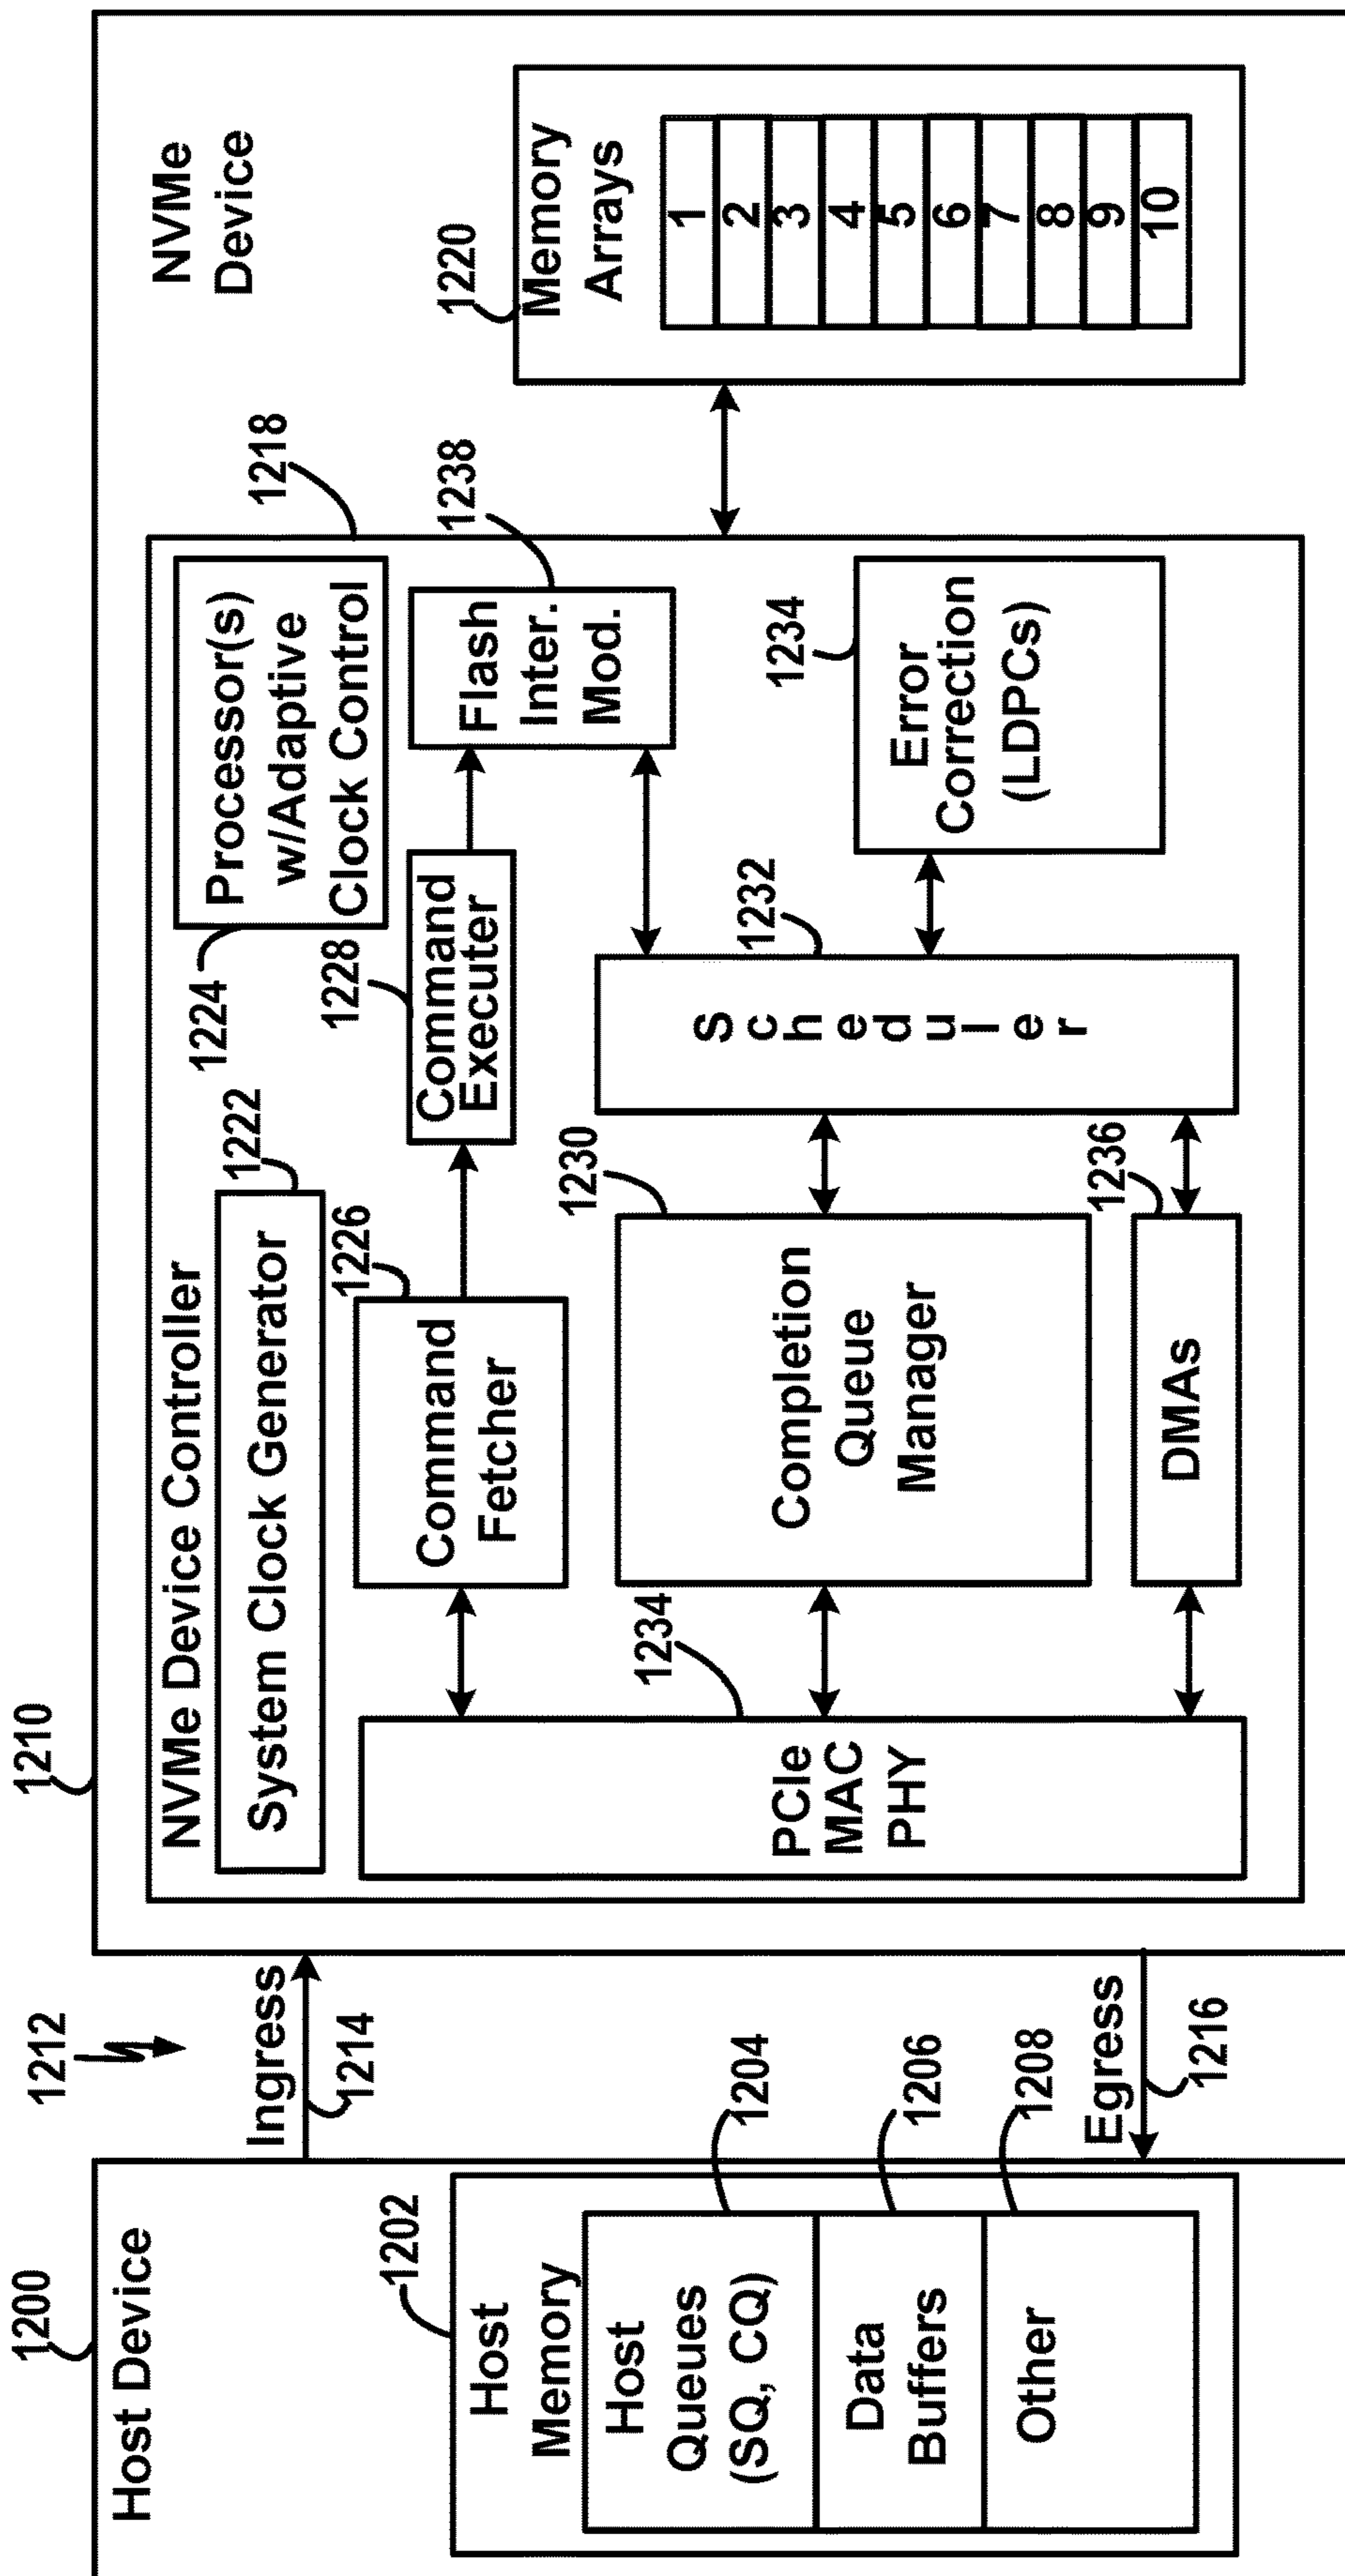 1200
Host Device
1202
Host
Memory
Host
Queues
(SQ, CQ)
1204
Data
Buffers
1206
Other
1208
1212
Ingress
1214
Egress
1216
1210
NVMe
Device
NVMe Device Controller
1218
System Clock Generator
1222
Processor(s)
w/Adaptive
Clock Control
1224
Command
Fetcher
1226
Command
Executer
1228
Flash
Inter.
Mod.
1238
PCIe
MAC
PHY
1234
Completion
Queue
Manager
1230
Scheduler
1232
Error
Correction
(LDPCs)
1234
DMAs
1236
1220
Memory
Arrays
1
2
3
4
5
6
7
8
9
10